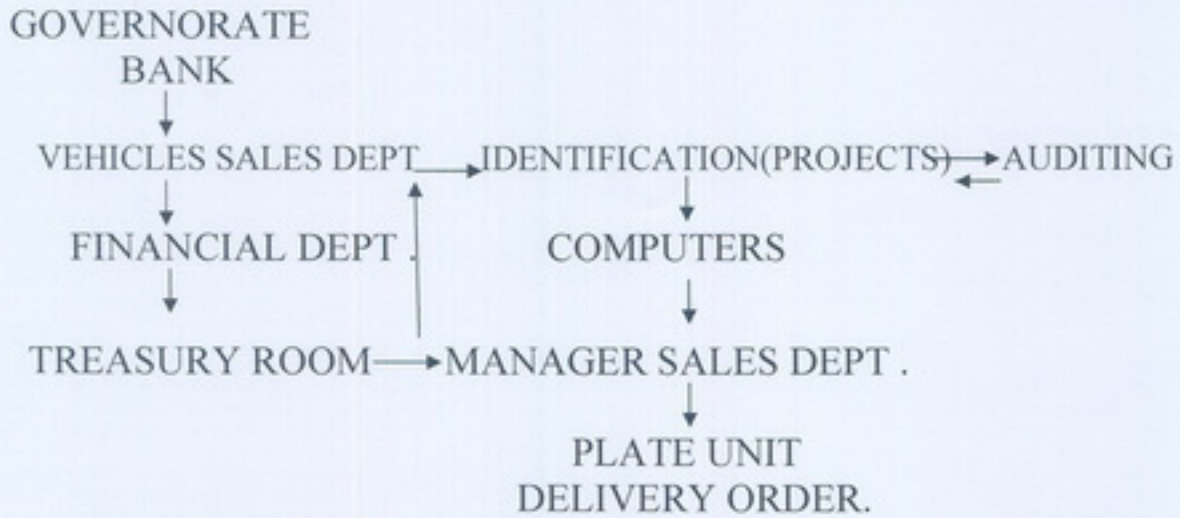 GOVERNORATE
BANK
VEHICLES SALES DEPT IDENTIFICATION(PROJECTS) AUDITING
FINANCIAL DEPT . COMPUTERS
TREASURY ROOM MANAGER SALES DEPT .
PLATE UNIT
DELIVERY ORDER.